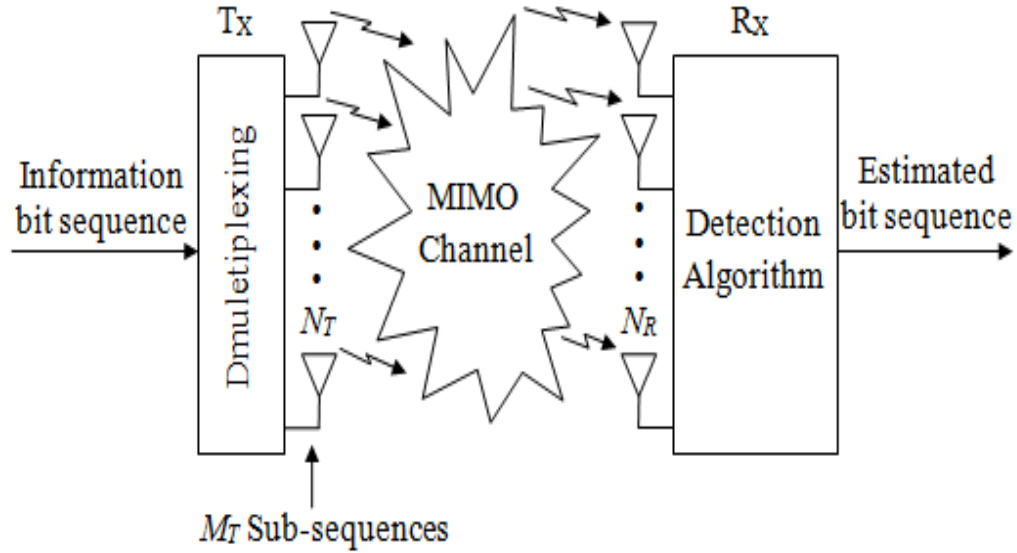 Tx
Rx
Information
bit sequence
Dmuletiplexing
MIMO
Channel
Detection
Algorithm
Estimated
bit sequence
NT
NR
MT Sub-sequences